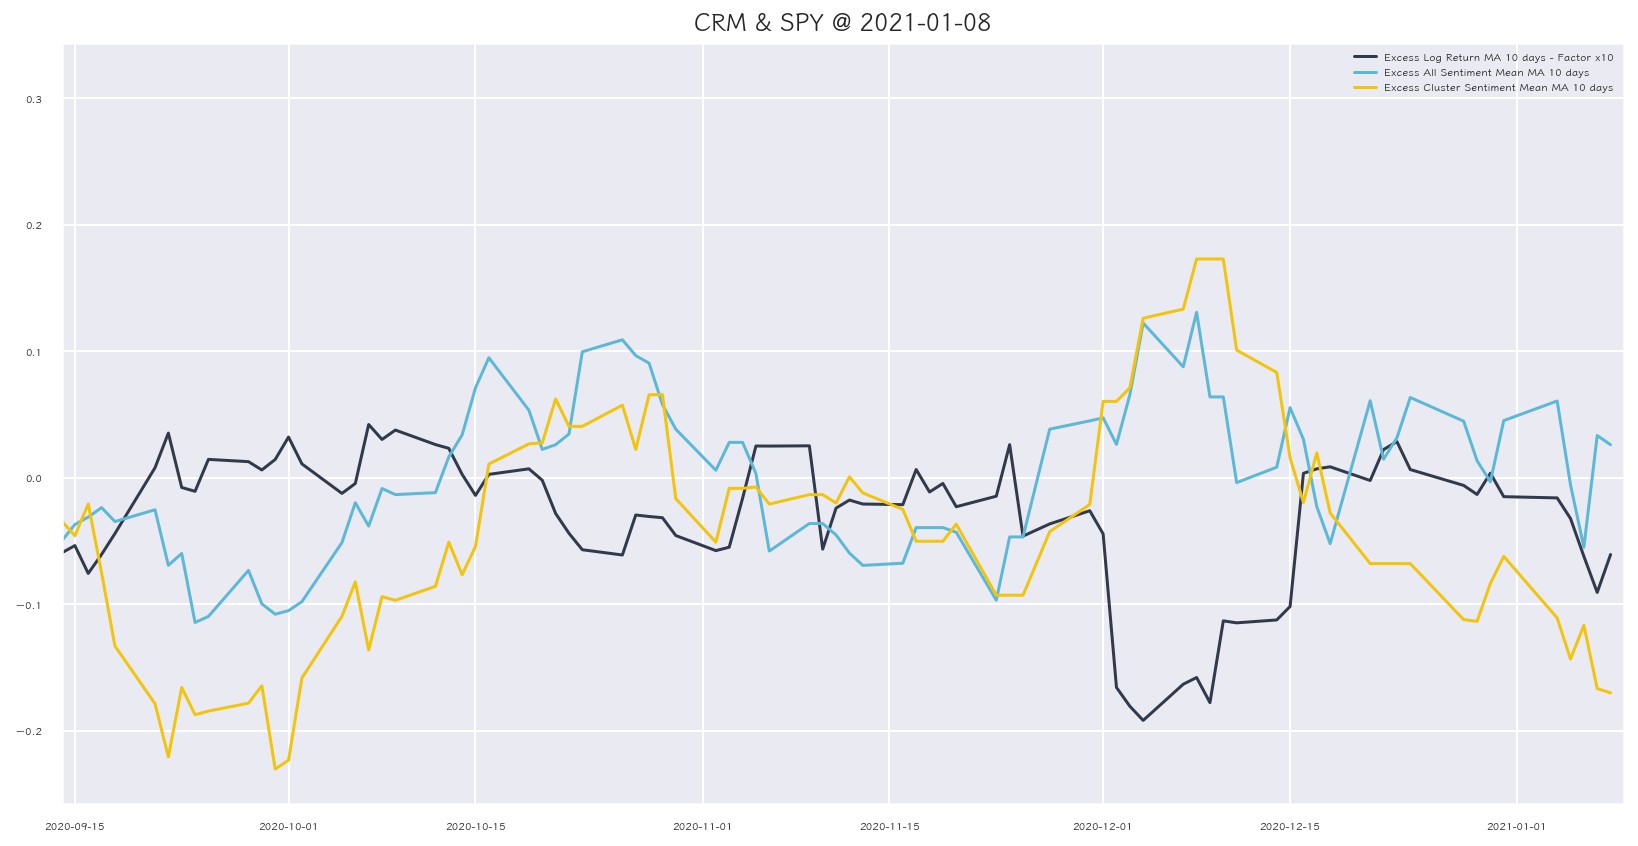 CRM & SPY @ 2021-01-08
Excess Log Return MA 10 days - Factor x10
Excess All Sentiment Mean MA 10 days
Excess Cluster Sentiment Mean MA 10 days
0.3
0.2
0.1
0.0
−0.1
−0.2
2020-09-15 2020-10-01 2020-10-15 2020-11-01 2020-11-15 2020-12-01 2020-12-15 2021-01-01